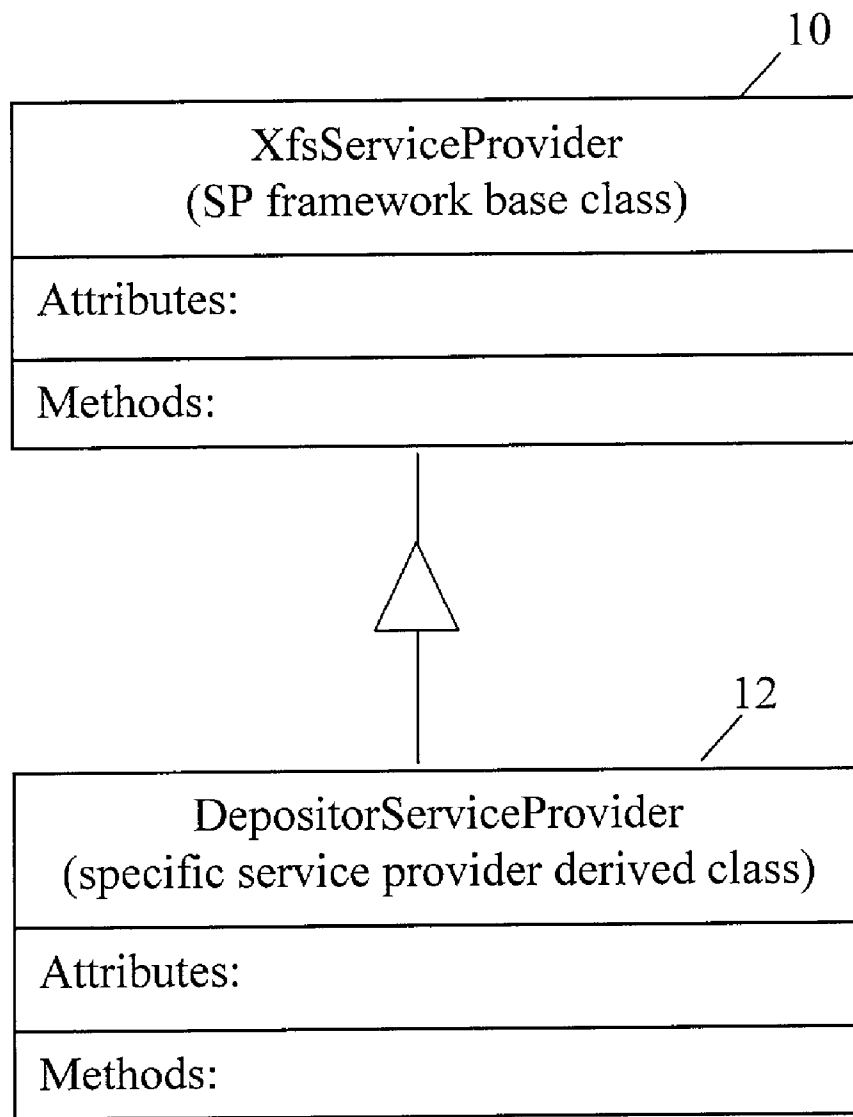 10
XfsServiceProvider
(SP framework base class)
Attributes:
Methods:
12
DepositorServiceProvider
(specific service provider derived class)
Attributes:
Methods: